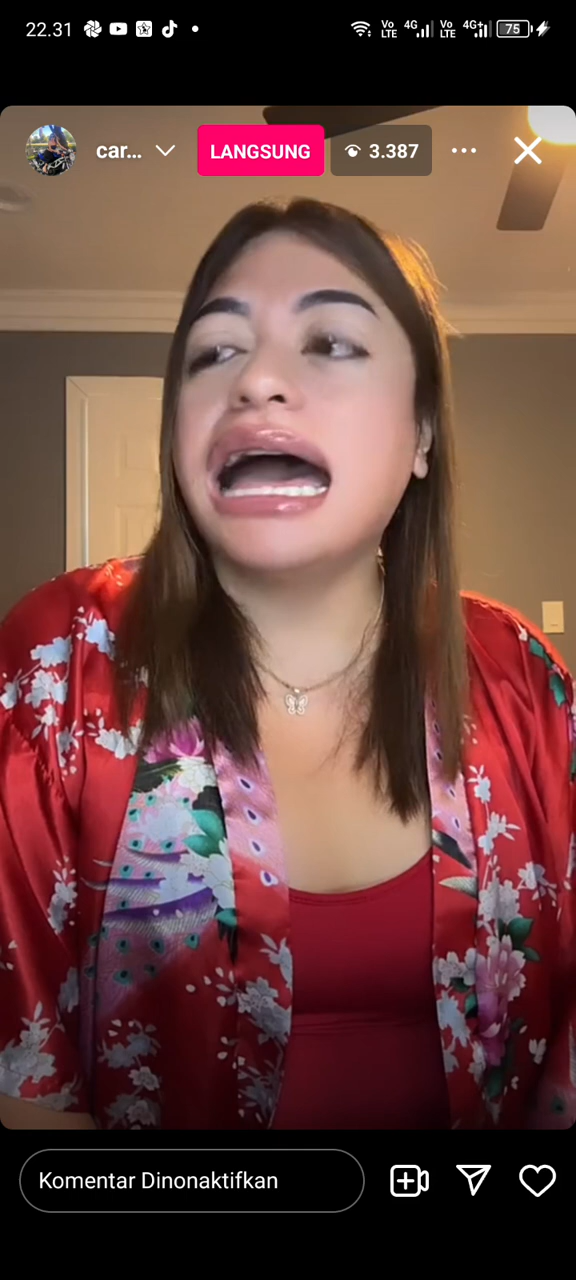 22.31
Vo
LTE
4G
Vo
LTE
4G+
75
car...
LANGSUNG
3.387
Komentar Dinonaktifkan